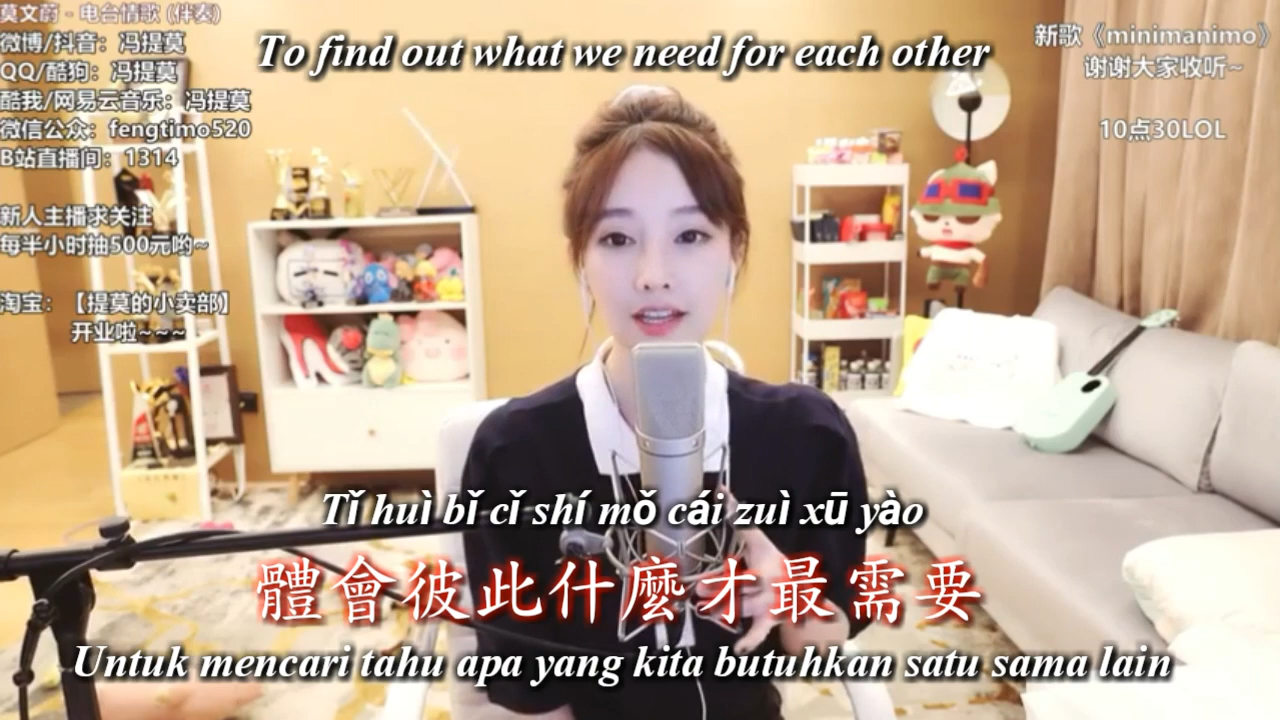 莫文蔚 - 电台情歌 (伴奏)
微博/抖音：冯提莫
QQ/酷狗：冯提莫
酷我/网易云音乐：冯提莫
微信公众：fengtimo520
B站直播间：1314
新人主播求关注
每半小时抽500元哟~
淘宝：【提莫的小卖部】
开业啦~~~
To find out what we need for each other
新歌《minimanimo》
谢谢大家收听~
10点30LOL
Tǐ huì bǐ cǐ shí mǒ cái zuì xū yào
體會彼此什麼才最需要
Untuk mencari tahu apa yang kita butuhkan satu sama lain